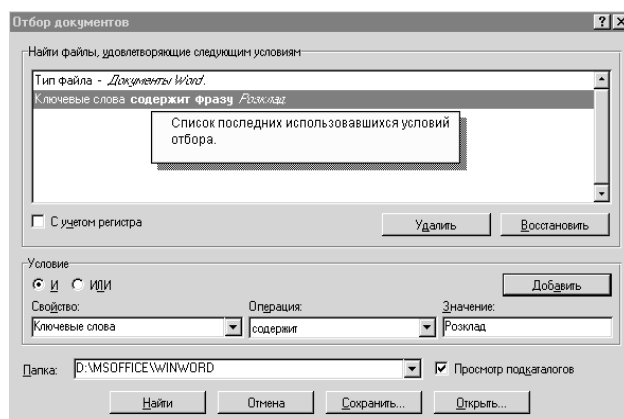 Отбор документов
Найти файлы, удовлетворяющие следующим условиям
Тип файла - Документы Word.
Ключевые слова содержит фразу Розклад
Список последних использовавшихся условий
отбора.
С учетом регистра
Удалить
Восстановить
Условие
И ИЛИ
Добавить
Свойство: Операция: Значение:
Ключевые слова содержит Розклад
Папка: D:\MSOFFICE\WINWORD Просмотр подкаталогов
Найти Отмена Сохранить... Открыть...